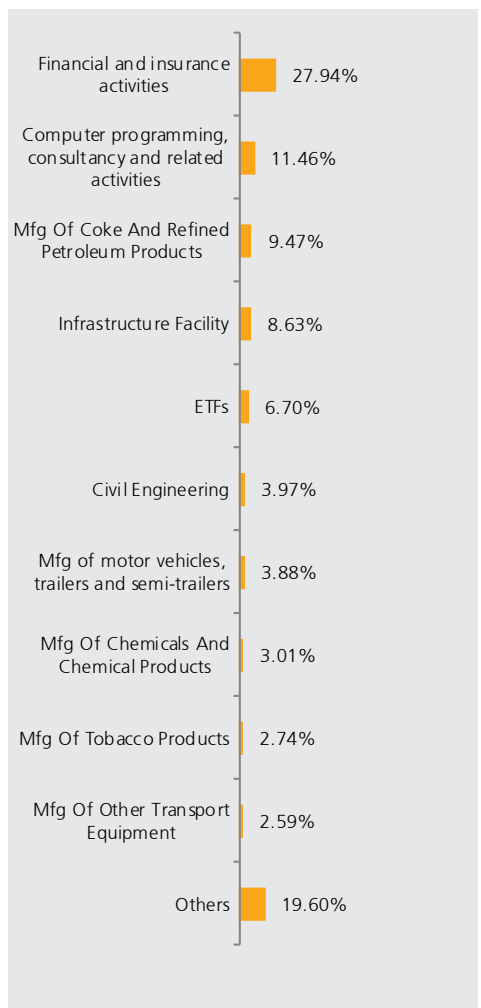 Financial and insurance
activities
27.94%
Computer programming,
consultancy and related
activities
11.46%
Mfg Of Coke And Refined
Petroleum Products
9.47%
Infrastructure Facility
8.63%
ETFs
6.70%
Civil Engineering
3.97%
Mfg of motor vehicles,
trailers and semi-trailers
3.88%
Mfg Of Chemicals And
Chemical Products
3.01%
Mfg Of Tobacco Products
2.74%
Mfg Of Other Transport
Equipment
2.59%
Others
19.60%